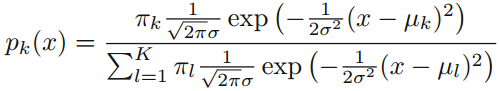 p_k(x) = \frac{\pi_k \frac{1}{\sqrt{2\pi}\sigma} \exp\left(-\frac{1}{2\sigma^2}(x - \mu_k)^2\right)}{\sum_{l=1}^{K} \pi_l \frac{1}{\sqrt{2\pi}\sigma} \exp\left(-\frac{1}{2\sigma^2}(x - \mu_l)^2\right)}